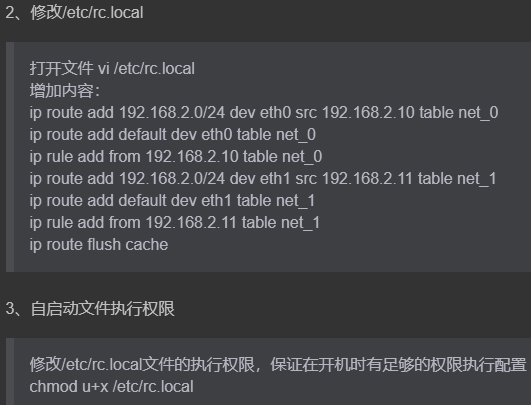 2、修改/etc/rc.local
打开文件 vi /etc/rc.local
增加内容：
ip route add 192.168.2.0/24 dev eth0 src 192.168.2.10 table net_0
ip route add default dev eth0 table net_0
ip rule add from 192.168.2.10 table net_0
ip route add 192.168.2.0/24 dev eth1 src 192.168.2.11 table net_1
ip route add default dev eth1 table net_1
ip rule add from 192.168.2.11 table net_1
ip route flush cache
3、自启动文件执行权限
修改/etc/rc.local文件的执行权限，保证在开机时有足够的权限执行配置
chmod u+x /etc/rc.local